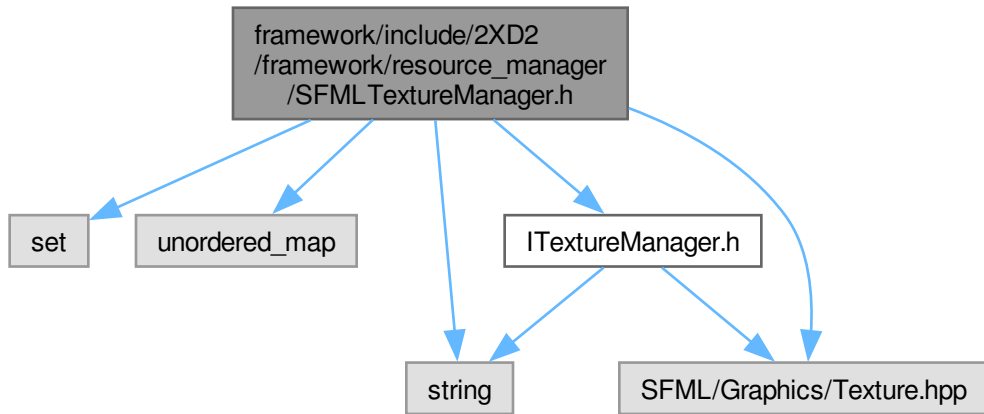 framework/include/2XD2
/framework/resource_manager
/SFMLTextureManager.h
set
unordered_map
ITextureManager.h
string
SFML/Graphics/Texture.hpp